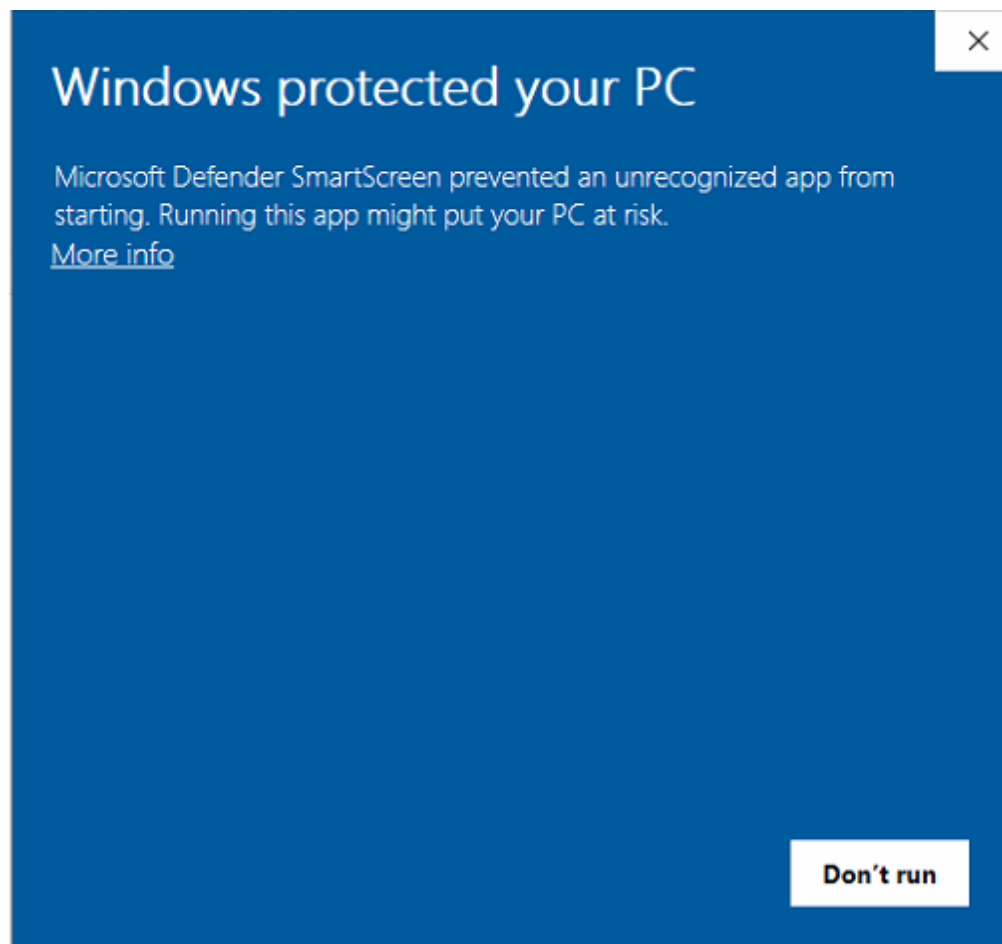 Windows protected your PC
Microsoft Defender SmartScreen prevented an unrecognized app from
starting. Running this app might put your PC at risk.
More info
Don't run